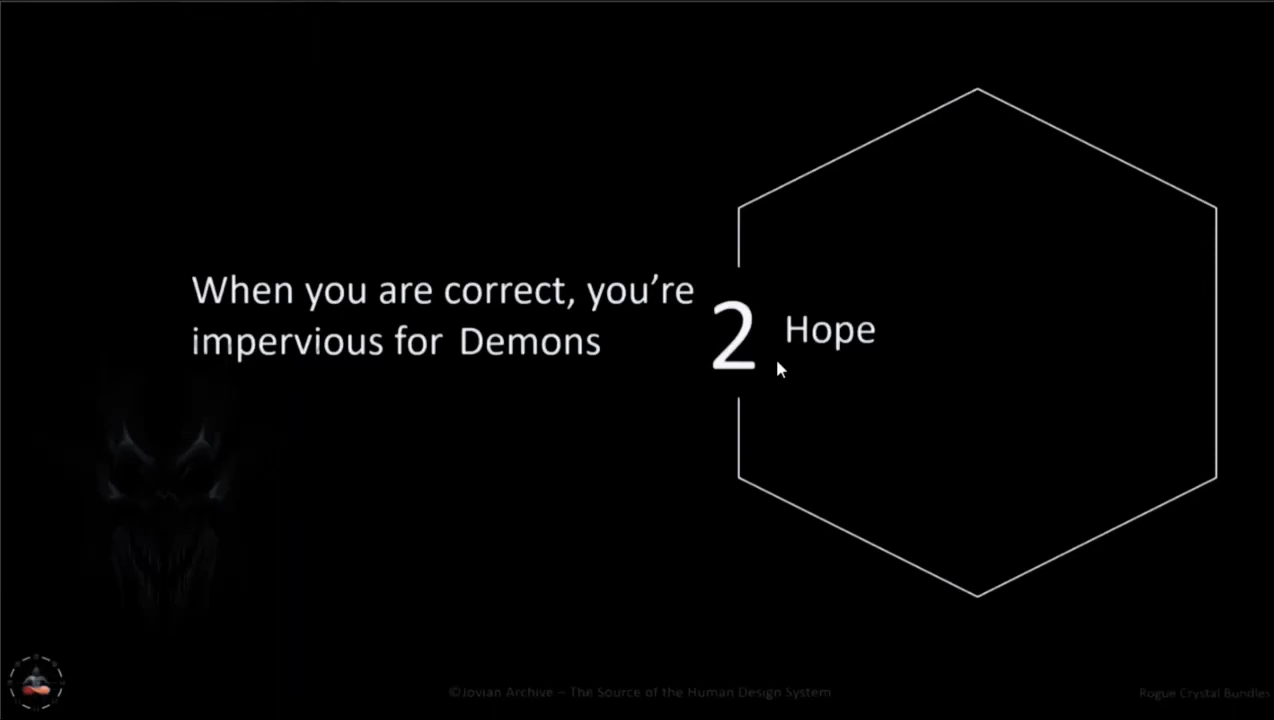 When you are correct, you're
impervious for Demons
2
Hope
©Jovian Archive – The Source of the Human Design System
Rogue Crystal Bundles